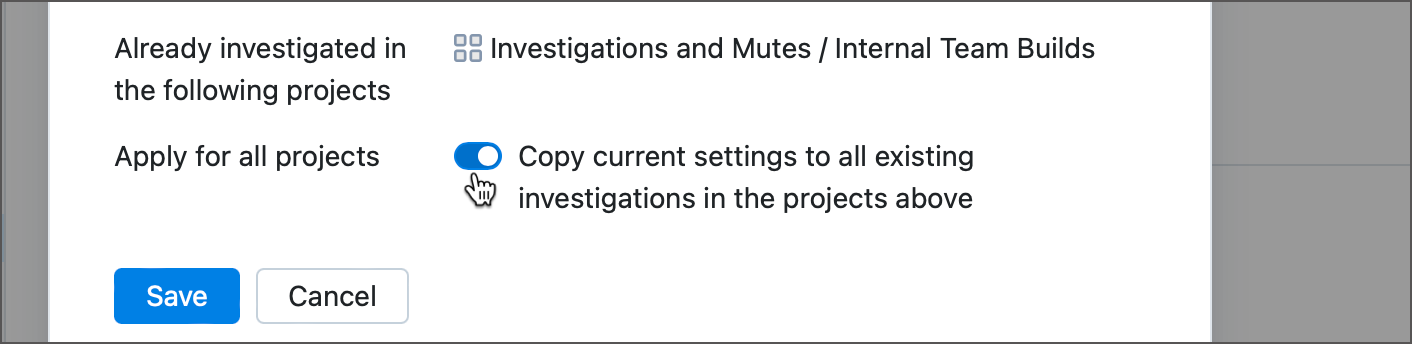 Already investigated in
the following projects
Investigations and Mutes / Internal Team Builds
Apply for all projects
Copy current settings to all existing
investigations in the projects above
Save
Cancel